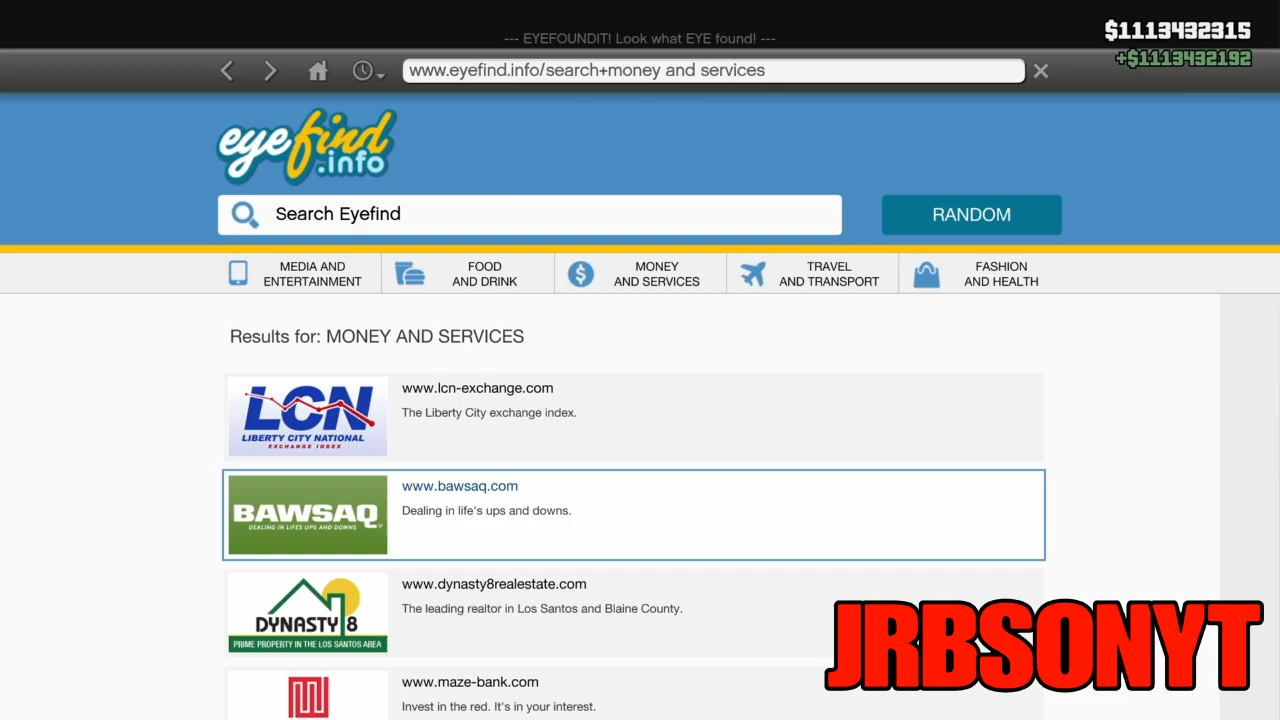 --- EYEFOUNDIT! Look what EYE found! ---
$1113432315
+$1113432192
www.eyefind.info/search+money and services
eyefind
.info
Search Eyefind
RANDOM
MEDIA AND
ENTERTAINMENT
FOOD
AND DRINK
MONEY
AND SERVICES
TRAVEL
AND TRANSPORT
FASHION
AND HEALTH
Results for: MONEY AND SERVICES
LCN
LIBERTY CITY NATIONAL
EXCHANGE INDEX
www.lcn-exchange.com
The Liberty City exchange index.
BAWSAQ
DEALING IN LIFES UPS AND DOWNS
www.bawsaq.com
Dealing in life's ups and downs.
DYNASTY 8
PRIME PROPERTY IN THE LOS SANTOS AREA
www.dynasty8realestate.com
The leading realtor in Los Santos and Blaine County.
www.maze-bank.com
Invest in the red. It's in your interest.
JRBSONYT